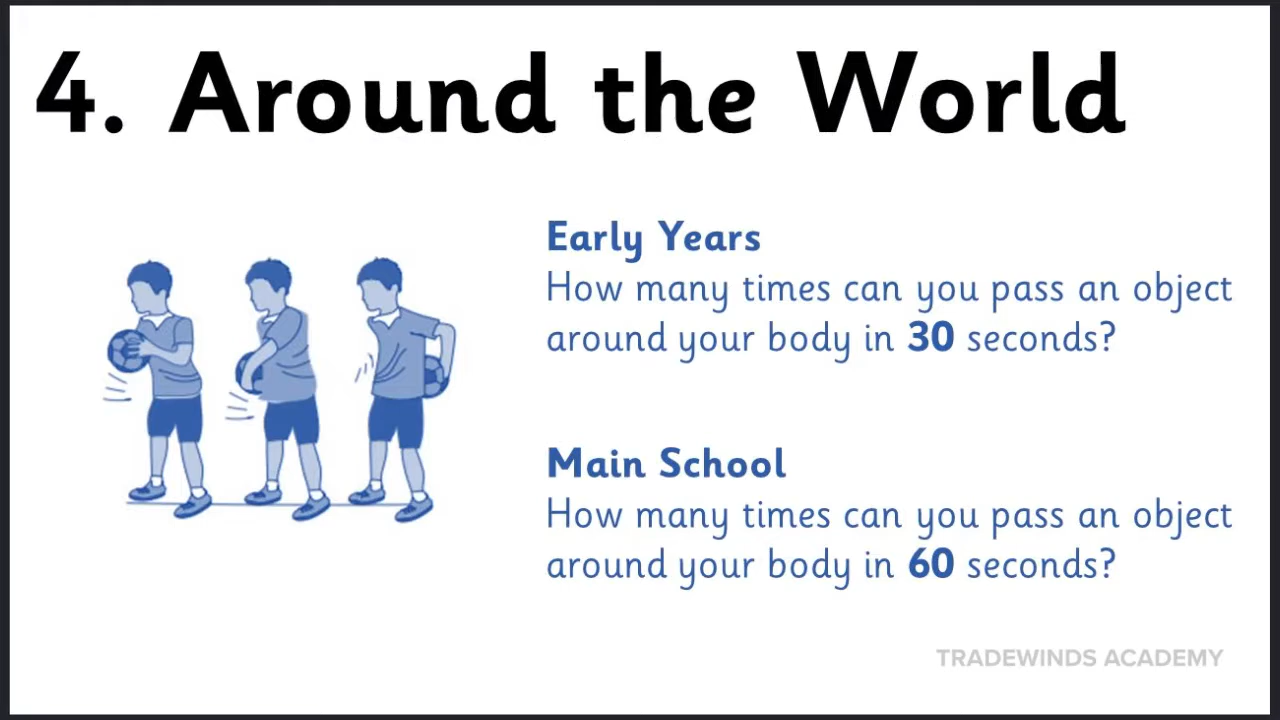 4. Around the World
Early Years
How many times can you pass an object
around your body in 30 seconds?
Main School
How many times can you pass an object
around your body in 60 seconds?
TRADEWINDS ACADEMY